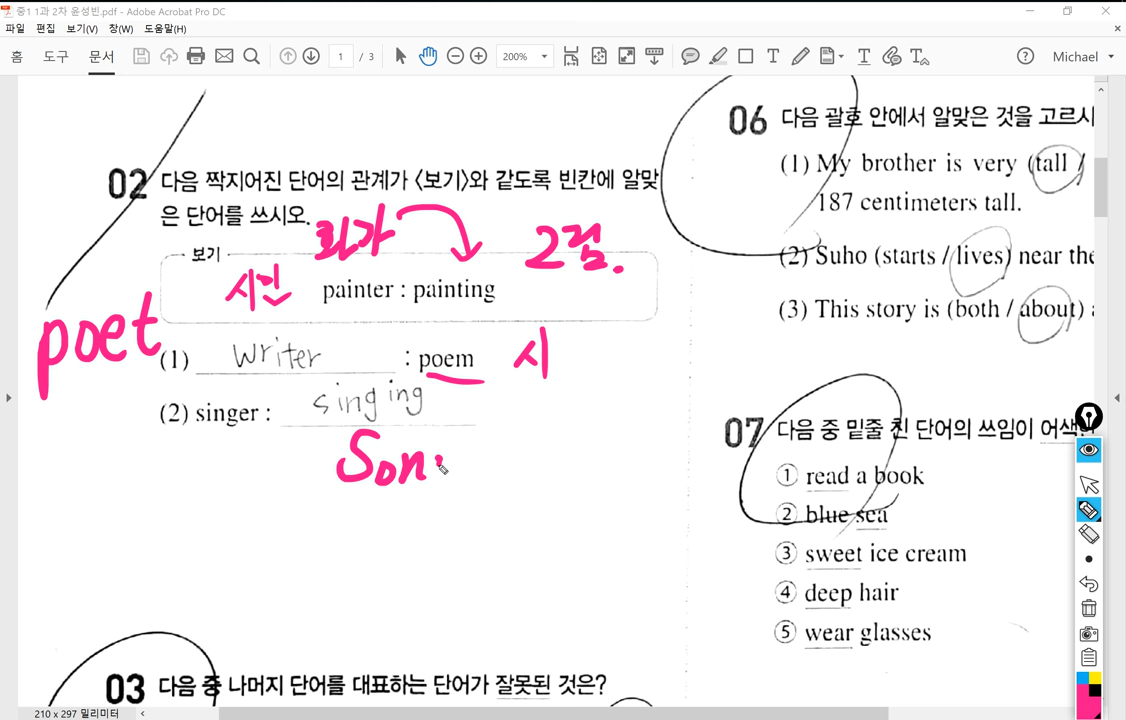 중1 1과 2차 윤성빈.pdf - Adobe Acrobat Pro DC
파일 편집 보기(V) 창(W) 도움말(H)
홈 도구 문서 1 / 3 200% Michael
02 다음 짝지어진 단어의 관계가 〈보기〉와 같도록 빈칸에 알맞
은 단어를 쓰시오.
화가
2점.
보기
시인
painter : painting
poet
(1) writer : poem 시
(2) singer : singing
Son
03 다음 중 나머지 단어를 대표하는 단어가 잘못된 것은?
06 다음 괄호 안에서 알맞은 것을 고르시
(1) My brother is very (tall /
187 centimeters tall.
(2) Suho (starts / lives) near the
(3) This story is (both / about)
07 다음 중 밑줄 친 단어의 쓰임이 어색
① read a book
② blue sea
③ sweet ice cream
④ deep hair
⑤ wear glasses
210 x 297 밀리미터